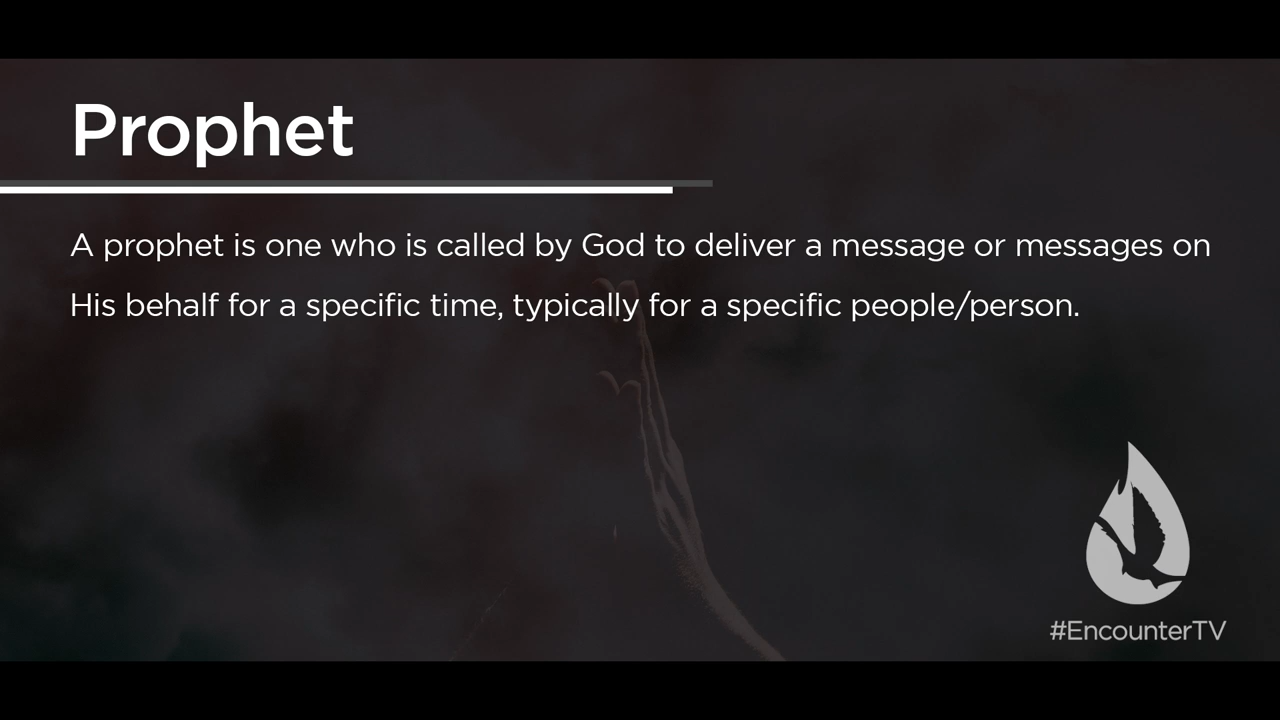 Prophet
A prophet is one who is called by God to deliver a message or messages on
His behalf for a specific time, typically for a specific people/person.
#EncounterTV